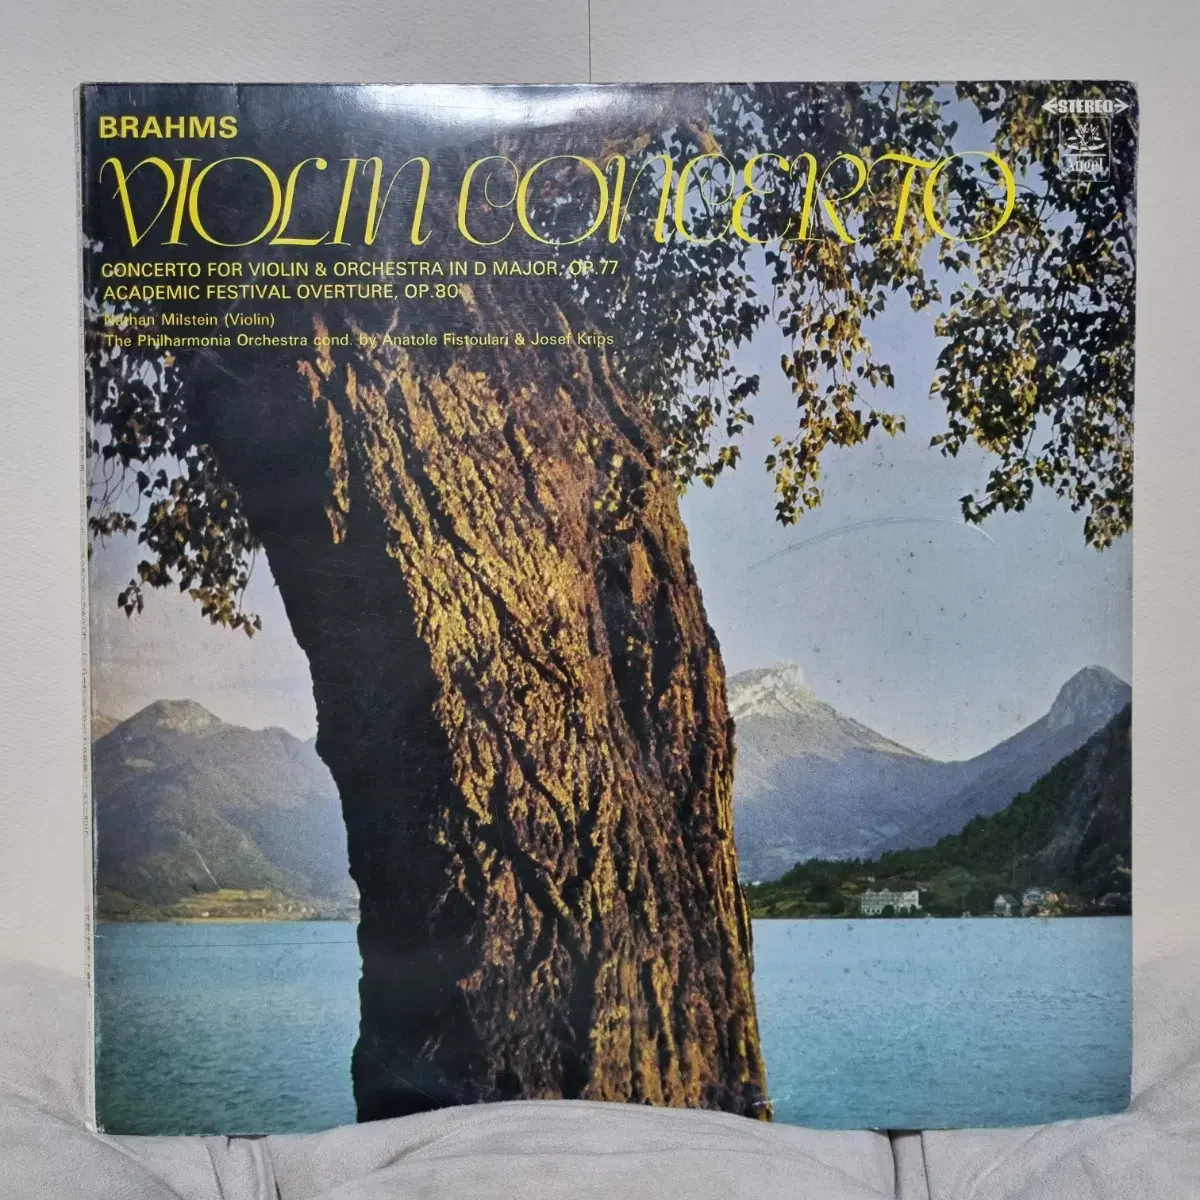 BRAHMS
STEREO
Angel
VIOLIN CONCERTO
CONCERTO FOR VIOLIN & ORCHESTRA IN D MAJOR, OP.77
ACADEMIC FESTIVAL OVERTURE, OP.80
Nathan Milstein (Violin)
The Philharmonia Orchestra cond. by Anatole Fistoulari & Josef Krips